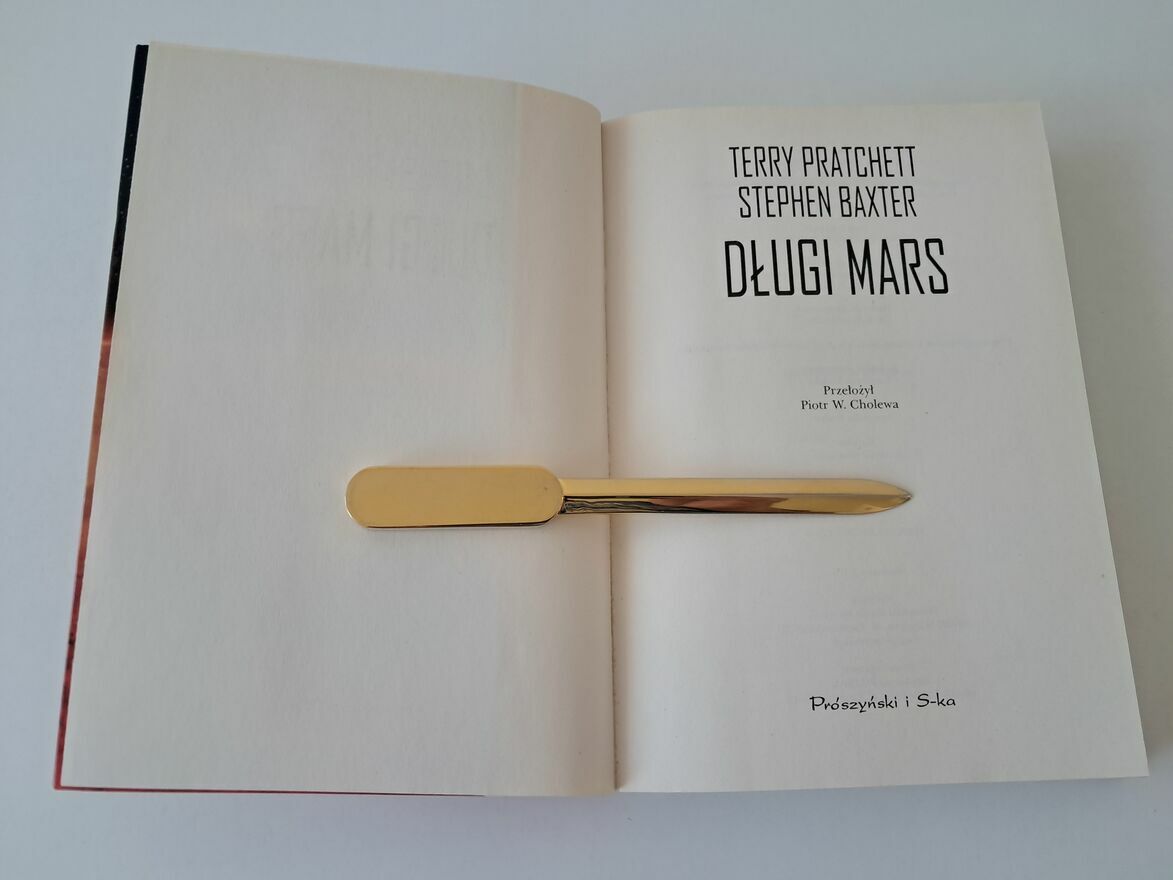 TERRY PRATCHETT
STEPHEN BAXTER
DŁUGI MARS
Przełożył
Piotr W. Cholewa
Prószyński i S-ka